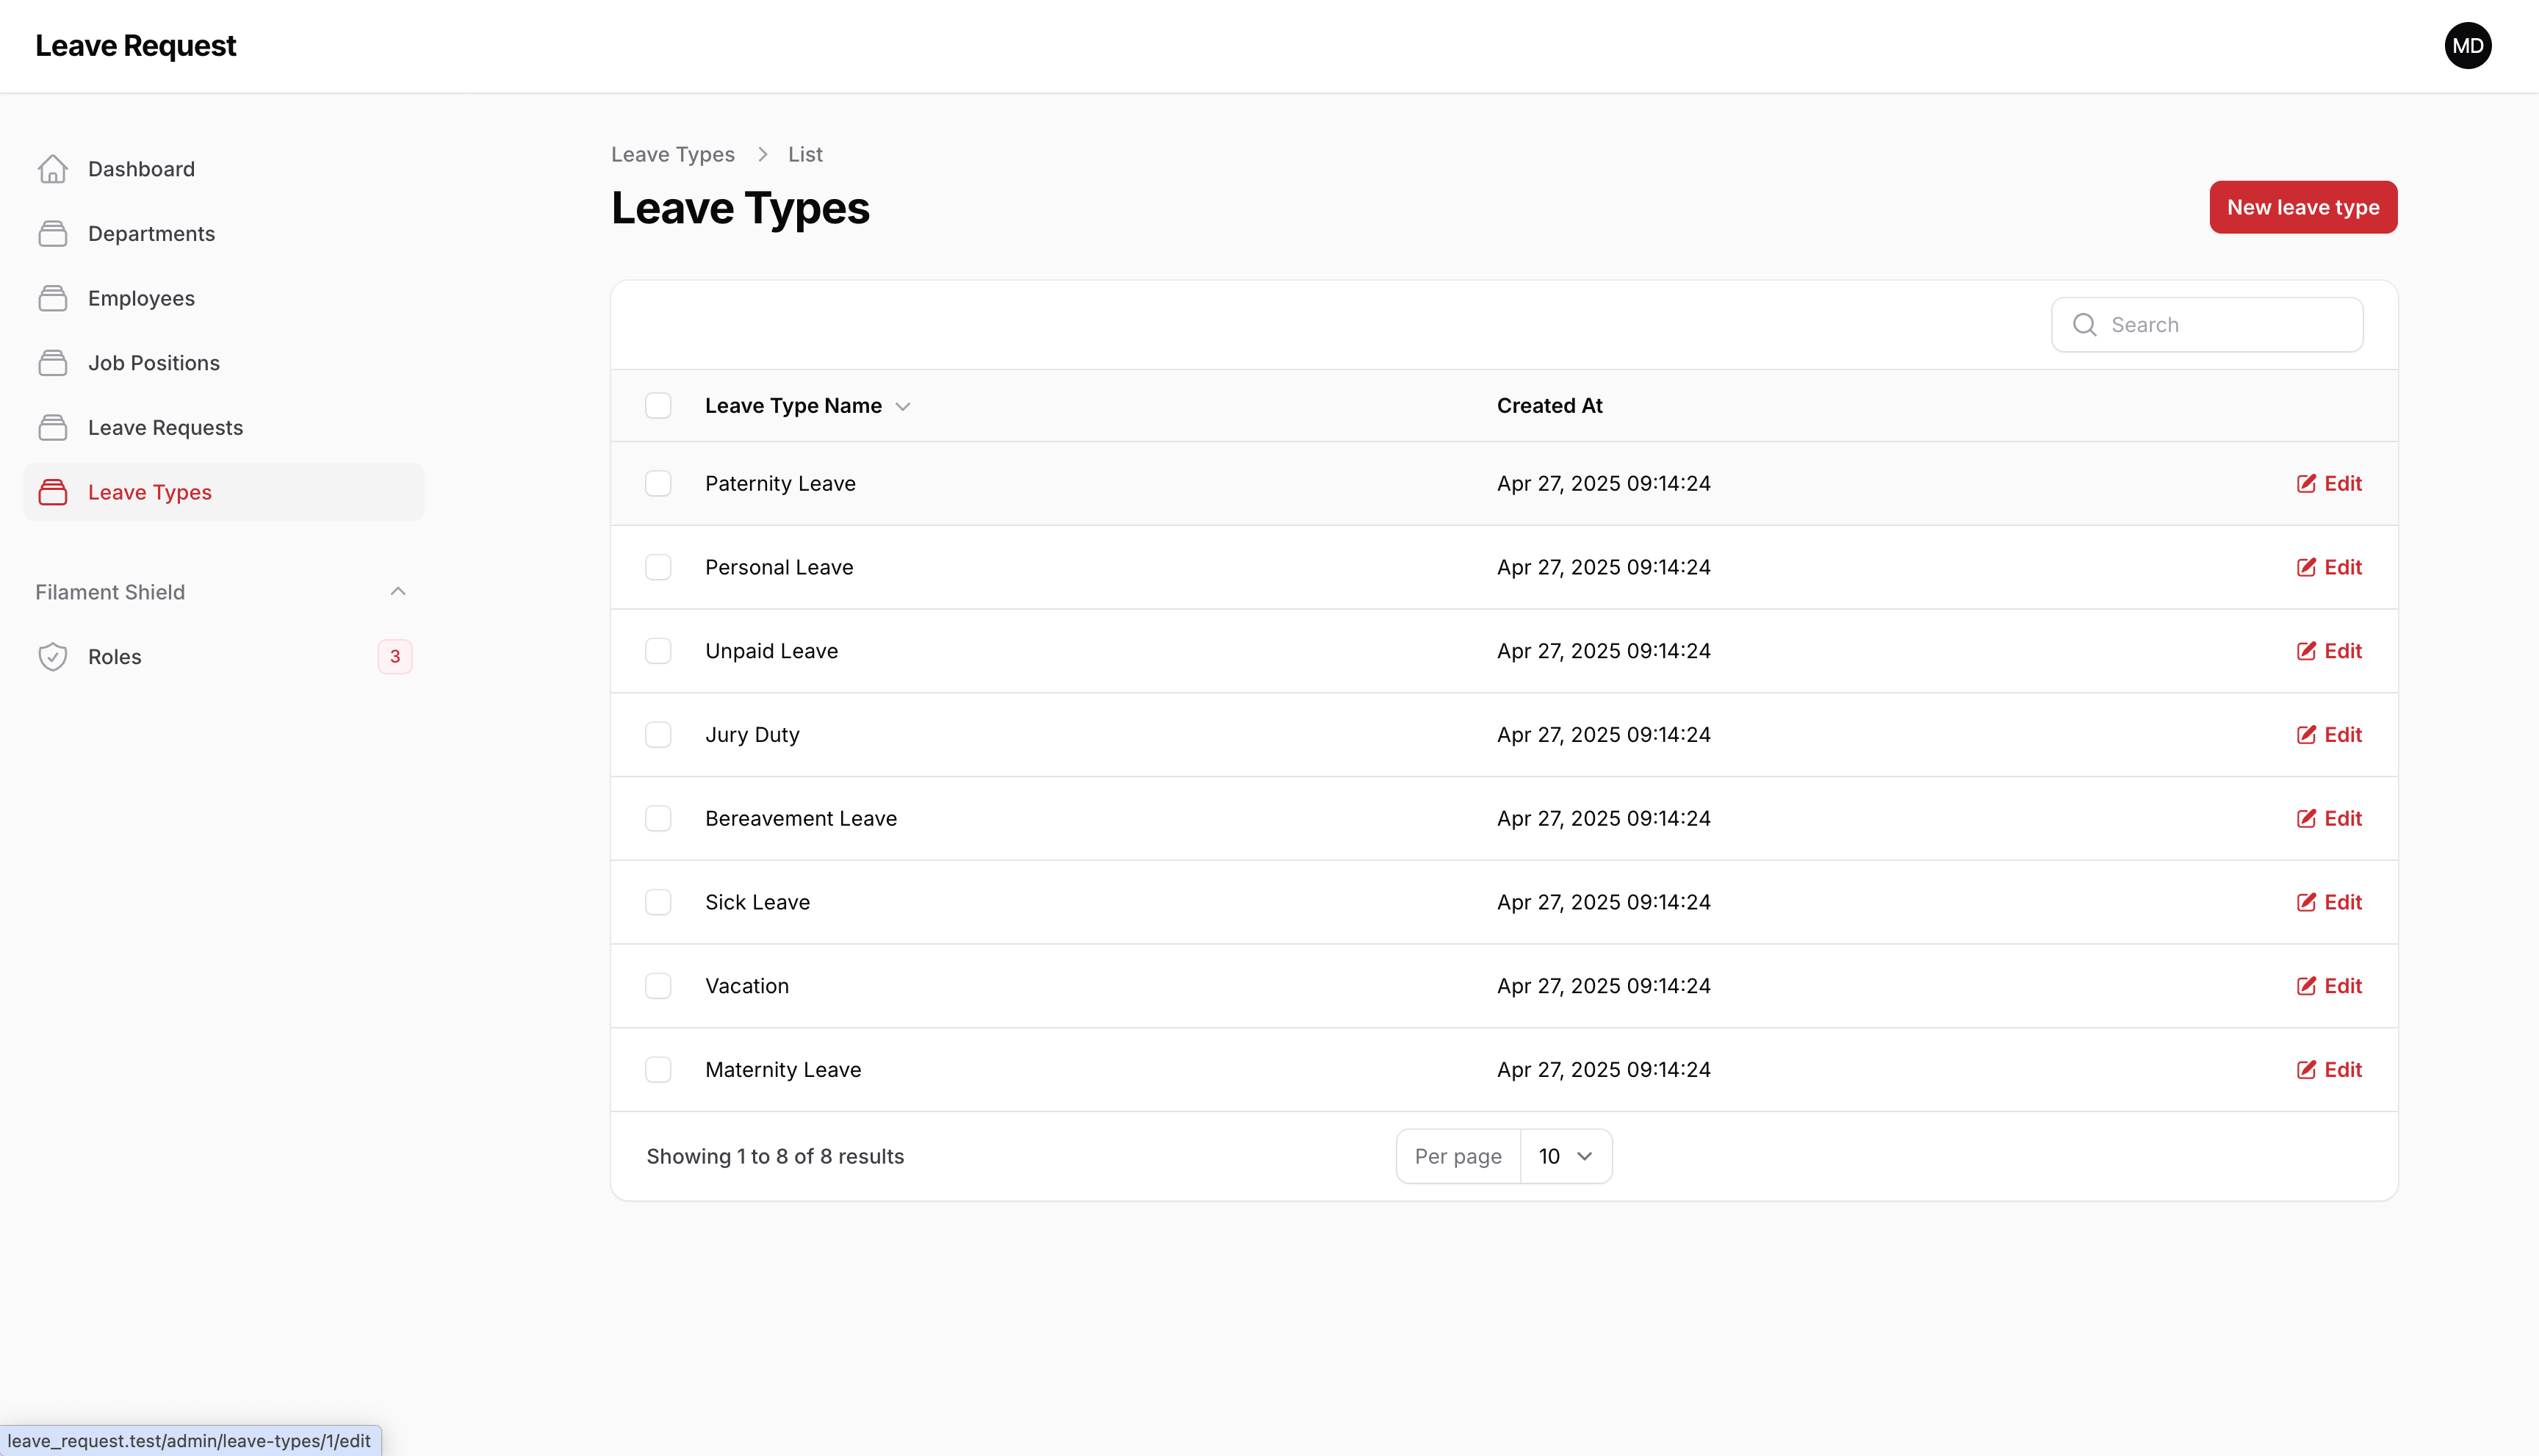 Leave Request
MD
Dashboard
Departments
Employees
Job Positions
Leave Requests
Leave Types
Filament Shield
Roles
3
Leave Types > List
Leave Types
New leave type
Search
Leave Type Name
Created At
Paternity Leave
Apr 27, 2025 09:14:24
Edit
Personal Leave
Apr 27, 2025 09:14:24
Edit
Unpaid Leave
Apr 27, 2025 09:14:24
Edit
Jury Duty
Apr 27, 2025 09:14:24
Edit
Bereavement Leave
Apr 27, 2025 09:14:24
Edit
Sick Leave
Apr 27, 2025 09:14:24
Edit
Vacation
Apr 27, 2025 09:14:24
Edit
Maternity Leave
Apr 27, 2025 09:14:24
Edit
Showing 1 to 8 of 8 results
Per page
10
leave_request.test/admin/leave-types/1/edit